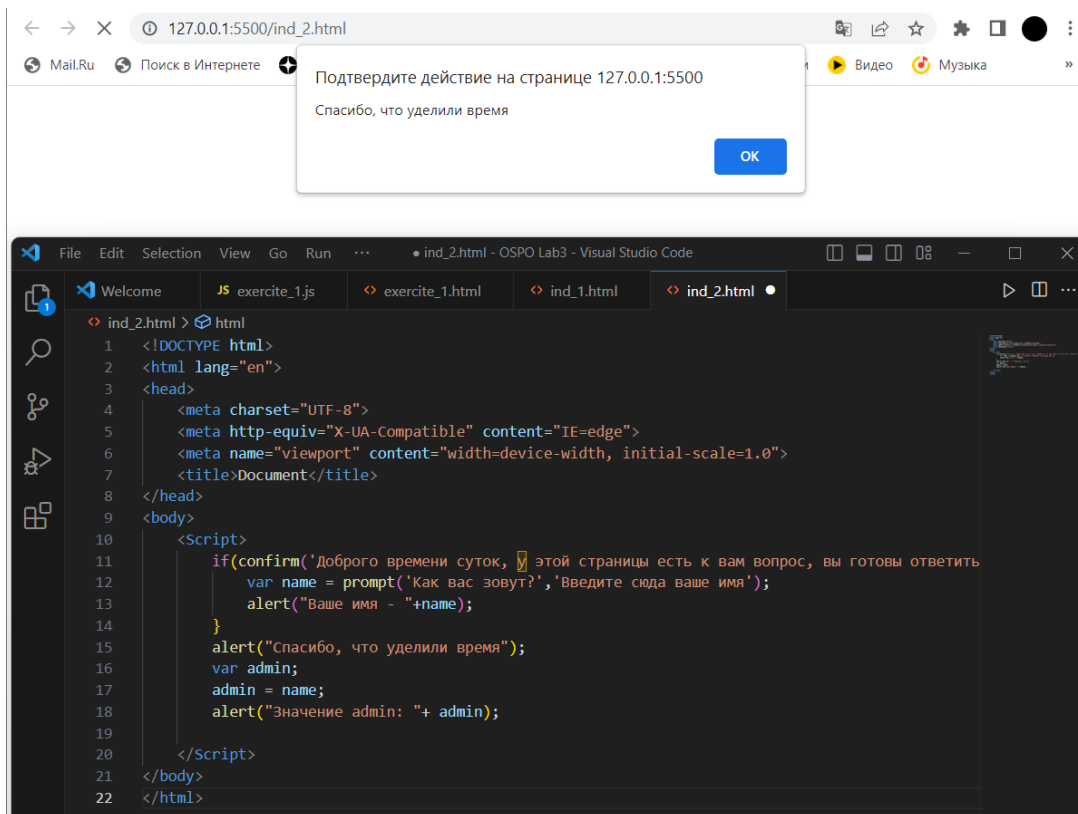 127.0.0.1:5500/ind_2.html
Mail.Ru Поиск в Интернете Видео Музыка »
Подтвердите действие на странице 127.0.0.1:5500
Спасибо, что уделили время
ОК
File Edit Selection View Go Run ··· ● ind_2.html - OSPO Lab3 - Visual Studio Code
Welcome JS exercite_1.js <> exercite_1.html <> ind_1.html <> ind_2.html ●
1
<> ind_2.html > html
1 <!DOCTYPE html>
2 <html lang="en">
3 <head>
4 <meta charset="UTF-8">
5 <meta http-equiv="X-UA-Compatible" content="IE=edge">
6 <meta name="viewport" content="width=device-width, initial-scale=1.0">
7 <title>Document</title>
8 </head>
9 <body>
10 <Script>
11 if(confirm('Доброго времени суток, у этой страницы есть к вам вопрос, вы готовы ответить
12 var name = prompt('Как вас зовут?','Введите сюда ваше имя');
13 alert("Ваше имя - "+name);
14 }
15 alert("Спасибо, что уделили время");
16 var admin;
17 admin = name;
18 alert("Значение admin: "+ admin);
19
20 </Script>
21 </body>
22 </html>